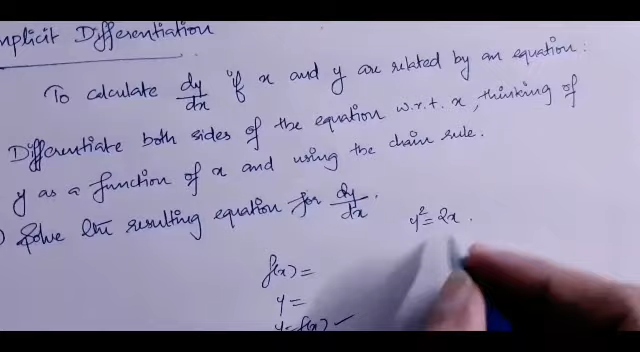 mplicit Differentiation
To calculate dy/dx if x and y are related by an equation:
Differentiate both sides of the equation w.r.t. x, thinking of
y as a function of x and using the chain rule.
) Solve the resulting equation for dy/dx.
y² = 2x.
f(x) =
y =
y = f(x)